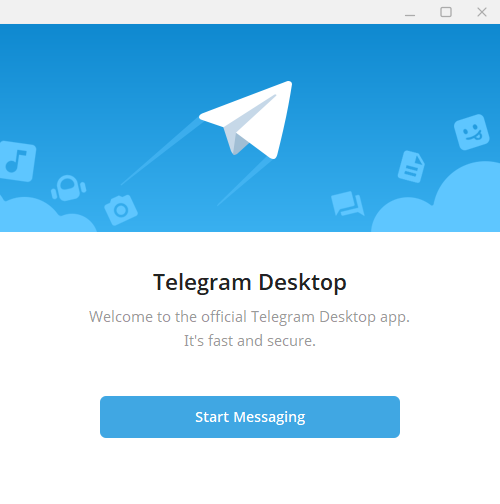 Telegram Desktop
Welcome to the official Telegram Desktop app.
It's fast and secure.
Start Messaging